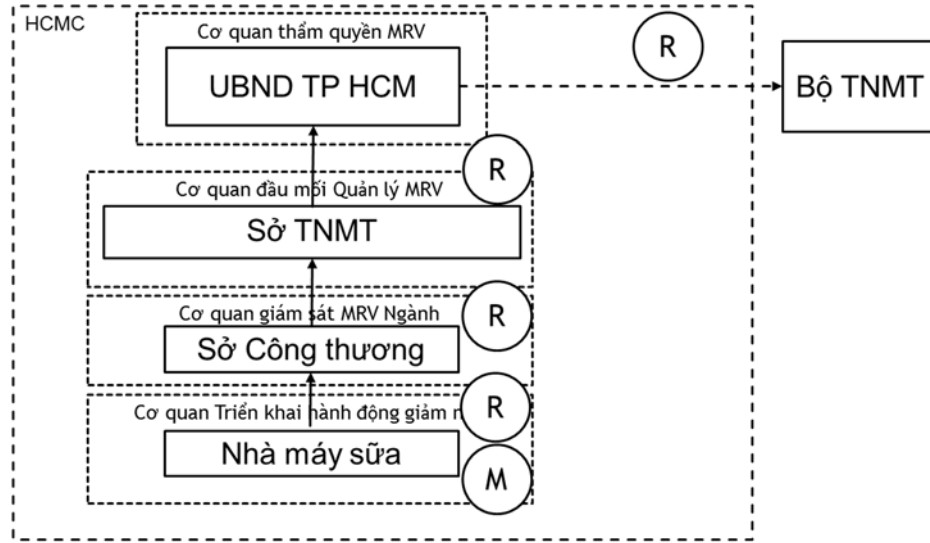 HCMC
Cơ quan thẩm quyền MRV
R
UBND TP HCM
Bộ TNMT
R
Cơ quan đầu mối Quản lý MRV
Sở TNMT
Cơ quan giám sát MRV Ngành
R
Sở Công thương
Cơ quan Triển khai hành động giảm
R
Nhà máy sữa
M